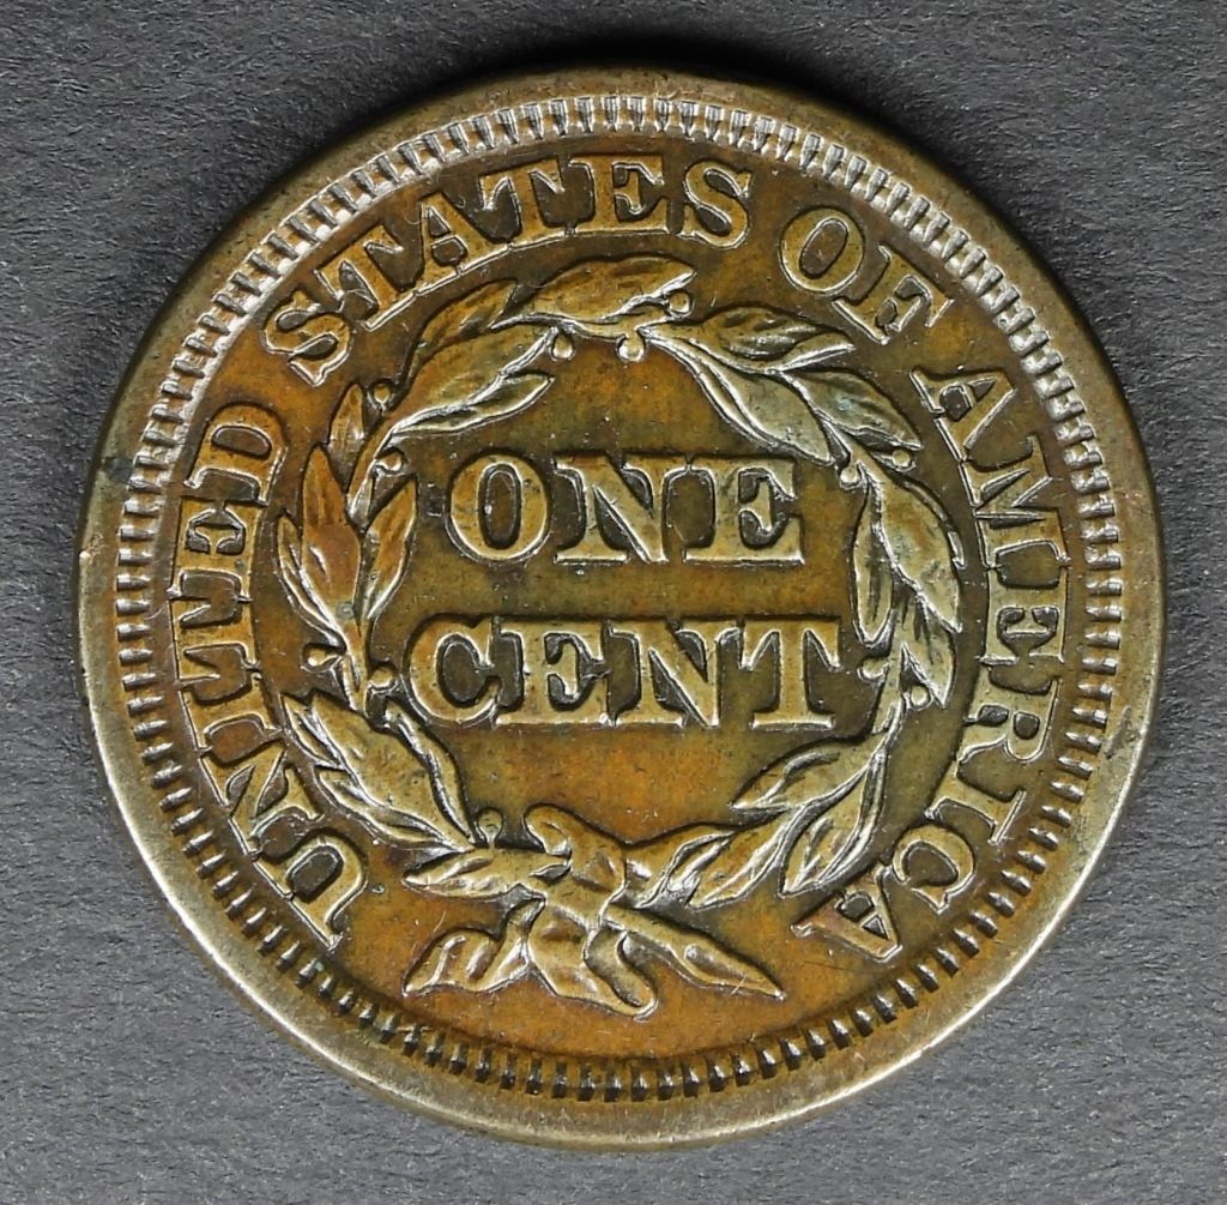 UNITED STATES OF AMERICA
ONE
CENT